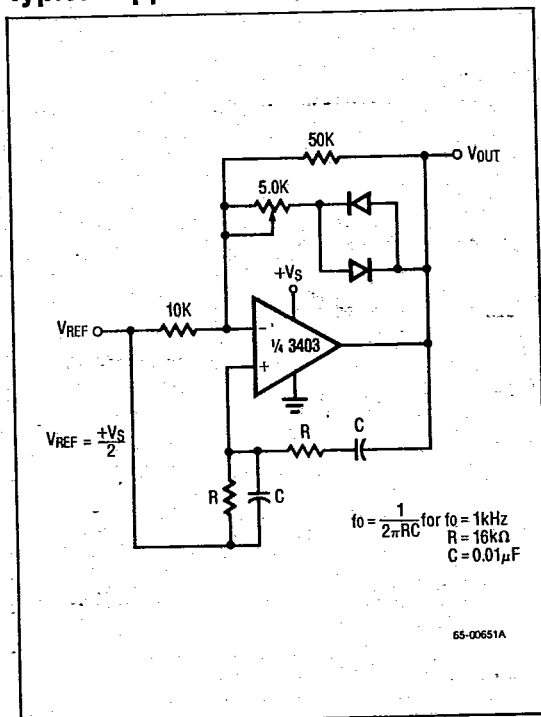 50K
VOUT
5.0K
+VS
VREF
10K
-
¼ 3403
+
VREF = +VS
2
R
C
R
C
fo = 1 for fo = 1kHz
2πRC
R = 16kΩ
C = 0.01µF
65-00651A